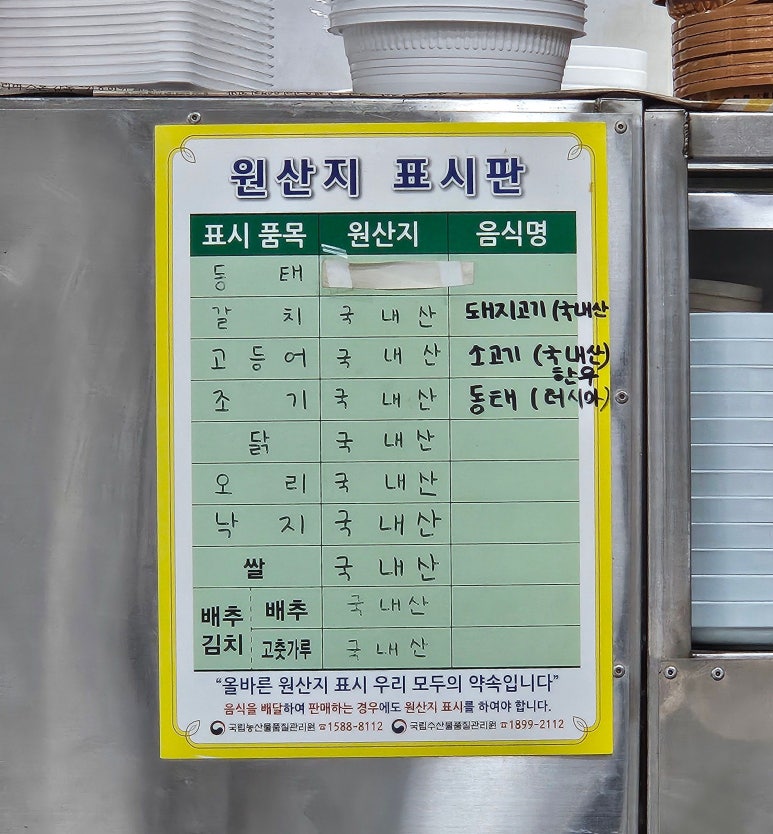 원산지 표시판
표시 품목 원산지 음식명
동태
갈치 국내산 돼지고기 (국내산
고등어 국내산 소고기 (국내산)
한우
조기 국내산 동태 (러시아)
닭 국내산
오리 국내산
낙지 국내산
쌀 국내산
배추김치 배추 국내산
고춧가루 국내산
“올바른 원산지 표시 우리 모두의 약속입니다”
음식을 배달하여 판매하는 경우에도 원산지 표시를 하여야 합니다.
국립농산물품질관리원 ☎1588-8112 국립수산물품질관리원 ☎1899-2112